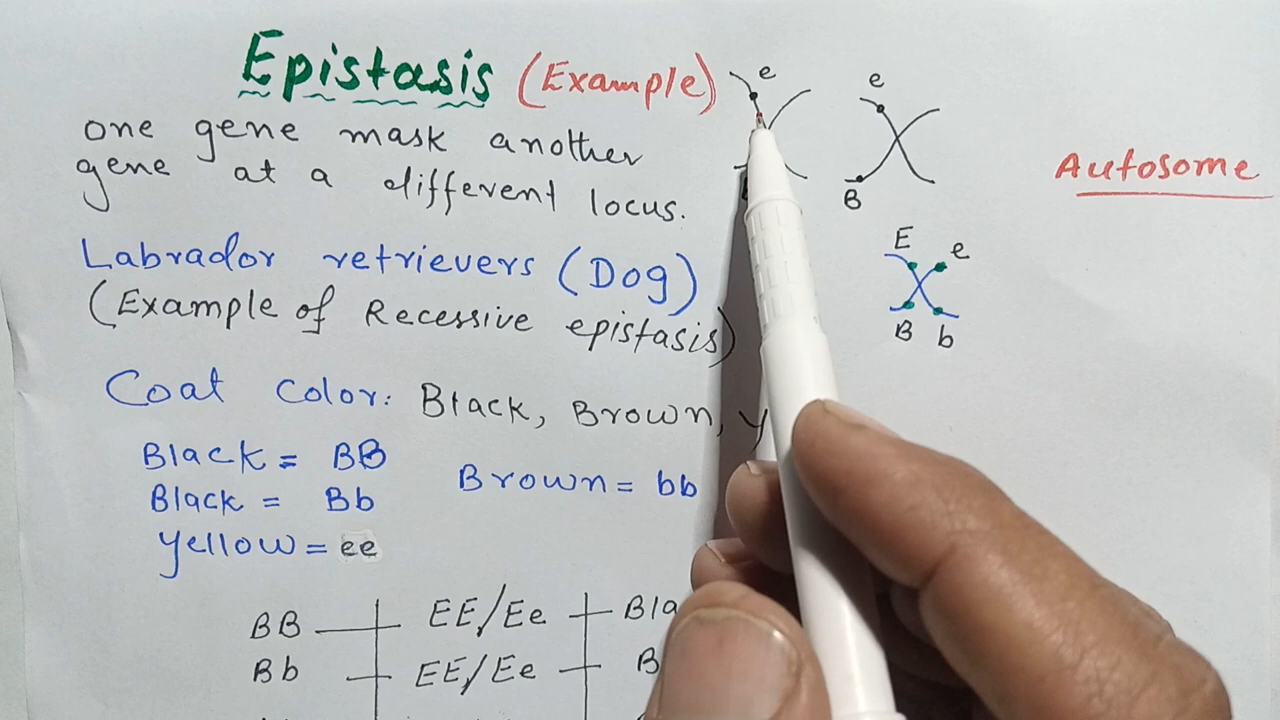 Epistasis (Example)
one gene mask another
gene at a different locus.
Labrador retrievers (Dog)
(Example of Recessive epistasis)
Coat Color: Black, Brown, y
Black = BB
Black = Bb
Brown = bb
yellow = ee
BB EE/Ee Bla
Bb EE/Ee B
e
e
B
E e
B b
Autosome